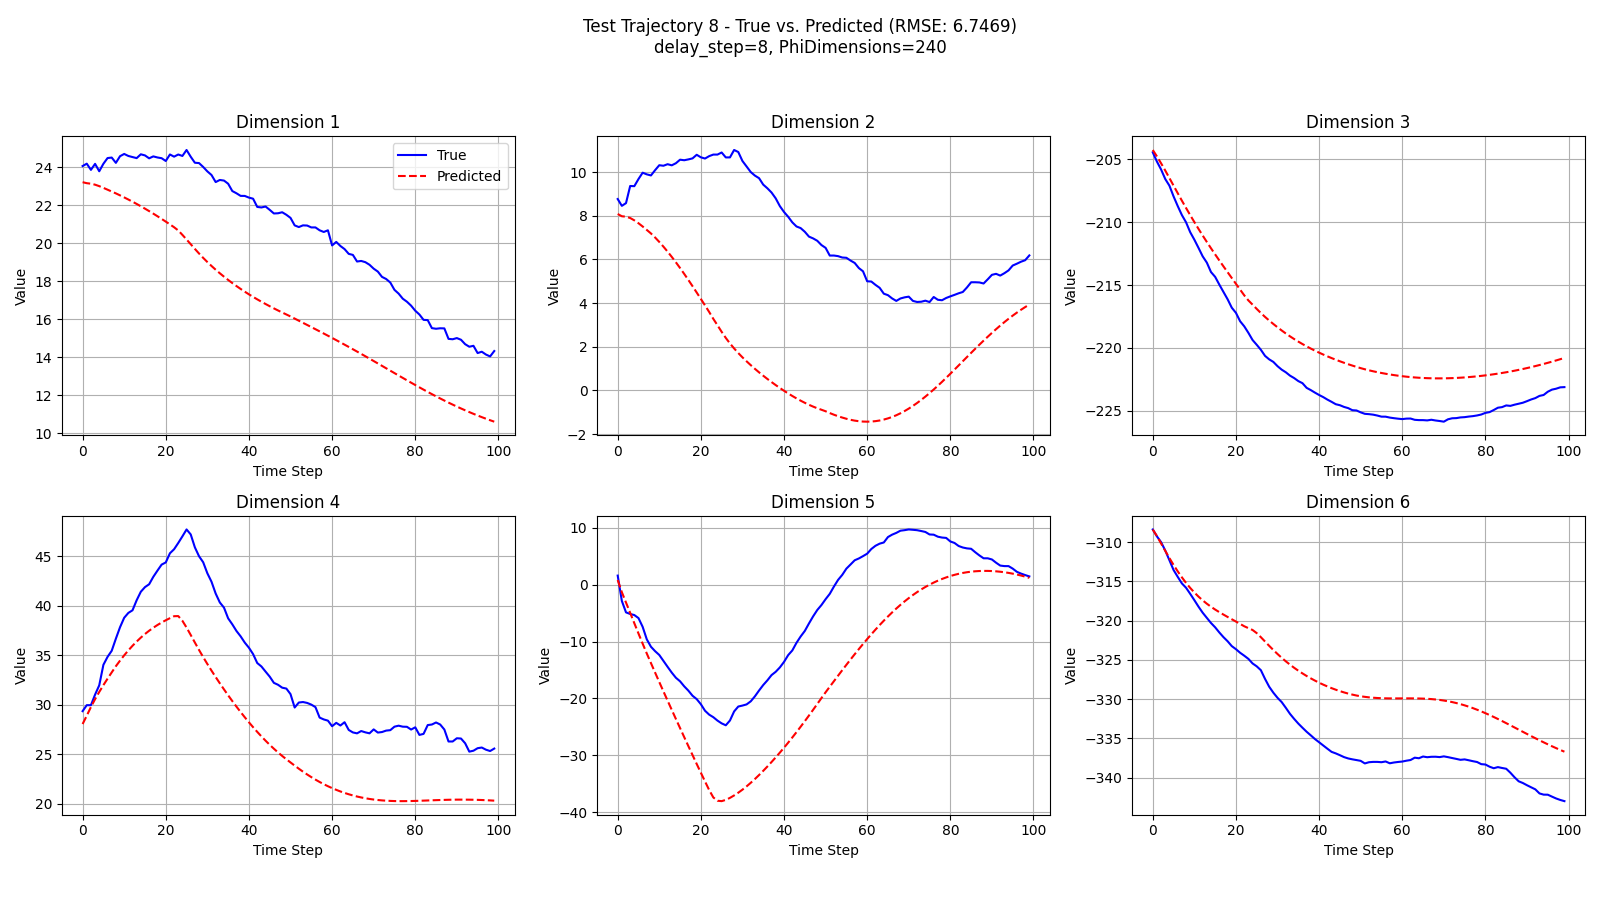 Test Trajectory 8 - True vs. Predicted (RMSE: 6.7469)
delay_step=8, PhiDimensions=240
Dimension 1
Value
24
22
20
18
16
14
12
10
0 20 40 60 80 100
Time Step
True
Predicted
Dimension 2
Value
10
8
6
4
2
0
−2
0 20 40 60 80 100
Time Step
Dimension 3
Value
−205
−210
−215
−220
−225
0 20 40 60 80 100
Time Step
Dimension 4
Value
45
40
35
30
25
20
0 20 40 60 80 100
Time Step
Dimension 5
Value
10
0
−10
−20
−30
−40
0 20 40 60 80 100
Time Step
Dimension 6
Value
−310
−315
−320
−325
−330
−335
−340
0 20 40 60 80 100
Time Step